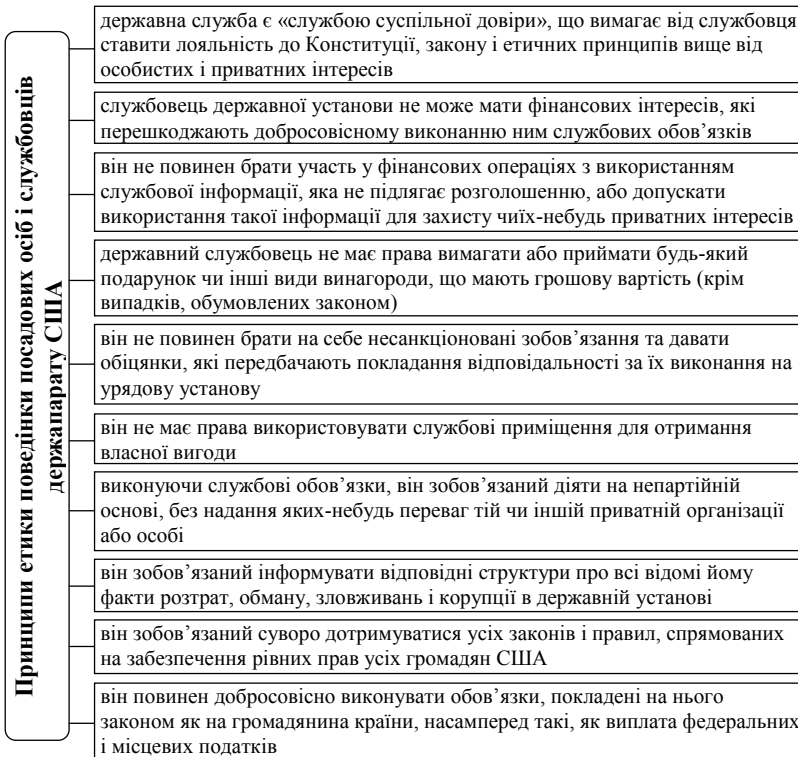 Принципи етики поведінки посадових осіб і службовців
держапарату США
державна служба є «службою суспільної довіри», що вимагає від службовця
ставити лояльність до Конституції, закону і етичних принципів вище від
особистих і приватних інтересів
службовець державної установи не може мати фінансових інтересів, які
перешкоджають добросовісному виконанню ним службових обов’язків
він не повинен брати участь у фінансових операціях з використанням
службової інформації, яка не підлягає розголошенню, або допускати
використання такої інформації для захисту чиїх-небудь приватних інтересів
державний службовець не має права вимагати або приймати будь-який
подарунок чи інші види винагороди, що мають грошову вартість (крім
випадків, обумовлених законом)
він не повинен брати на себе несанкціоновані зобов’язання та давати
обіцянки, які передбачають покладання відповідальності за їх виконання на
урядову установу
він не має права використовувати службові приміщення для отримання
власної вигоди
виконуючи службові обов’язки, він зобов’язаний діяти на непартійній
основі, без надання яких-небудь переваг тій чи іншій приватній організації
або особі
він зобов’язаний інформувати відповідні структури про всі відомі йому
факти розтрат, обману, зловживань і корупції в державній установі
він зобов’язаний суворо дотримуватися усіх законів і правил, спрямованих
на забезпечення рівних прав усіх громадян США
він повинен добросовісно виконувати обов’язки, покладені на нього
законом як на громадянина країни, насамперед такі, як виплата федеральних
і місцевих податків